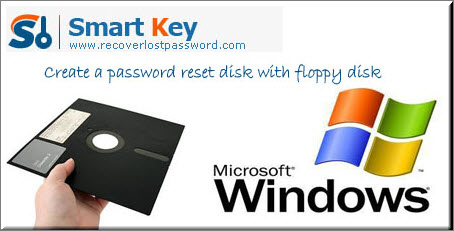 Smart Key
www.recoverlostpassword.com
Create a password reset disk with floppy disk
Microsoft®
Windows®